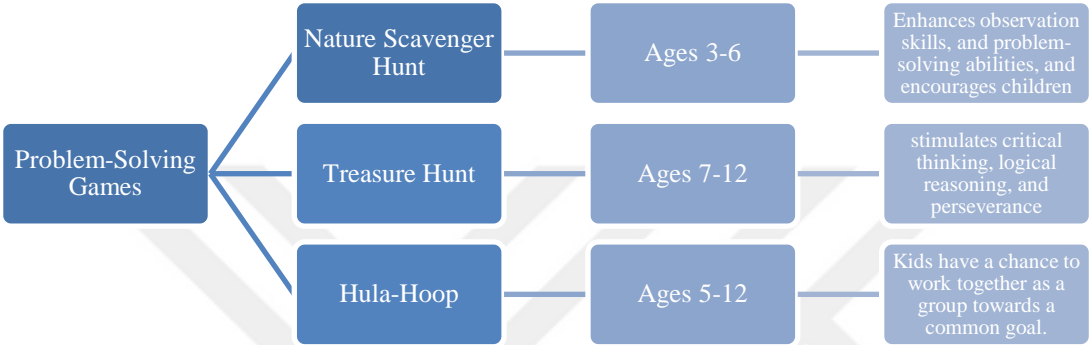 Problem-Solving
Games
Nature Scavenger
Hunt
Ages 3-6
Enhances observation
skills, and problem-
solving abilities, and
encourages children
Treasure Hunt
Ages 7-12
stimulates critical
thinking, logical
reasoning, and
perseverance
Hula-Hoop
Ages 5-12
Kids have a chance to
work together as a
group towards a
common goal.